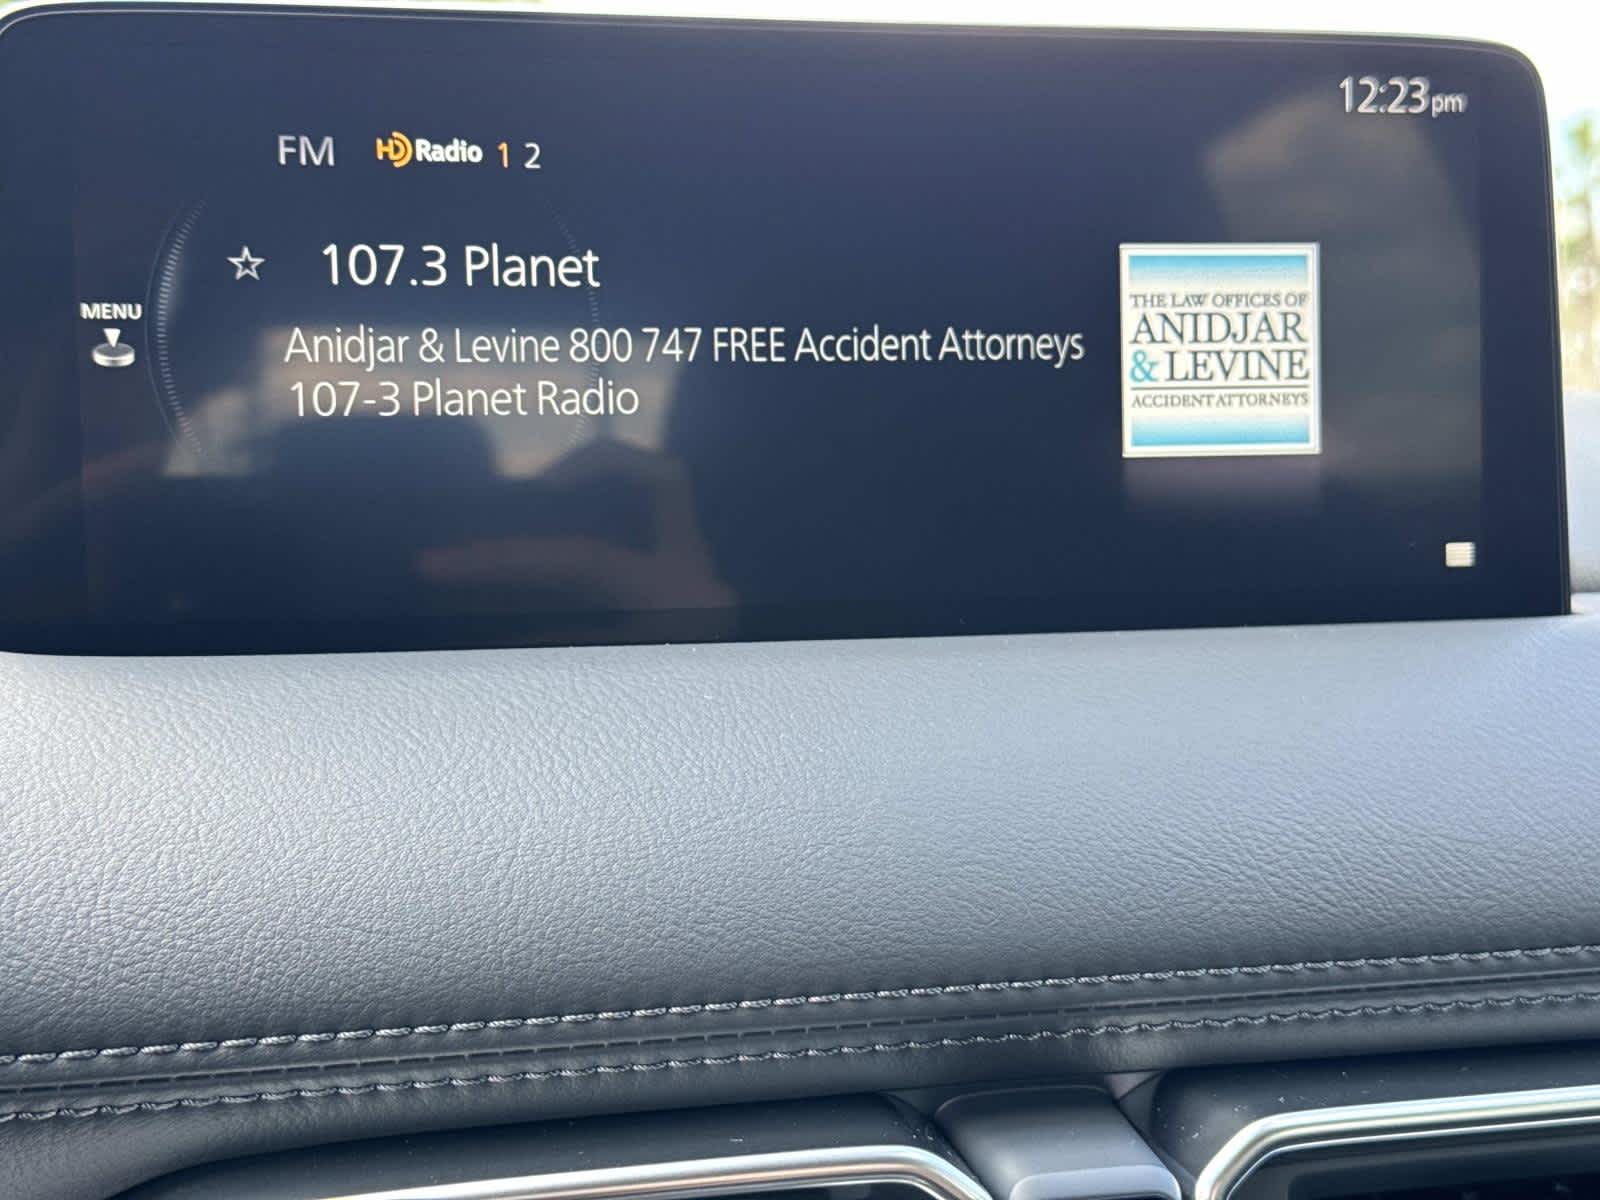 12:23pm
FM HD Radio 1 2
107.3 Planet
MENU
Anidjar & Levine 800 747 FREE Accident Attorneys
107-3 Planet Radio
THE LAW OFFICES OF
ANIDJAR
& LEVINE
ACCIDENT ATTORNEYS